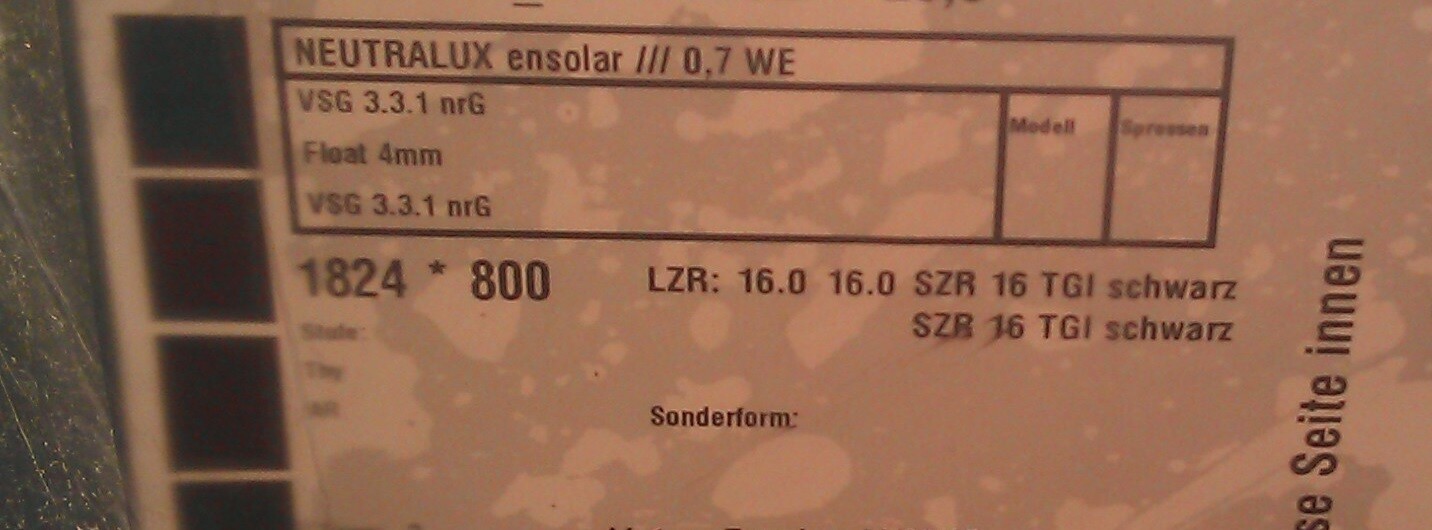 NEUTRALUX ensolar /// 0,7 WE
VSG 3.3.1 nrG
Modell
Sprossen
Float 4mm
VSG 3.3.1 nrG
1824 * 800
LZR: 16.0 16.0 SZR 16 TGI schwarz
SZR 16 TGI schwarz
Stufe:
Sonderform:
Seite innen